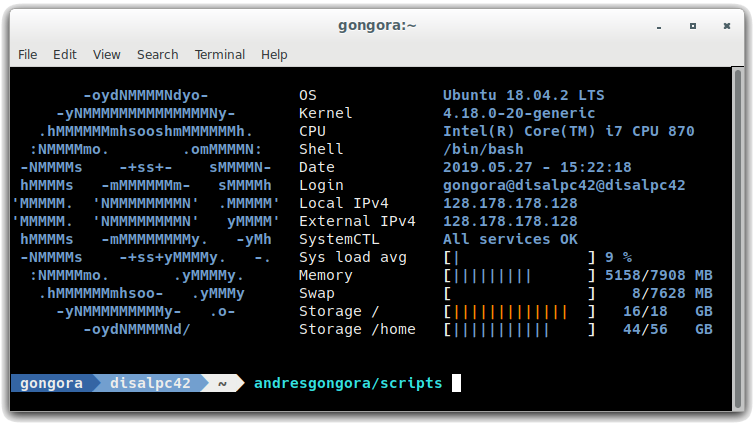 gongora:~
File Edit View Search Terminal Help
-oydNMMMMNdyo- OS Ubuntu 18.04.2 LTS
-yNMMMMMMMMMMMMMMNy- Kernel 4.18.0-20-generic
.hMMMMMMmhsooshmMMMMMMh. CPU Intel(R) Core(TM) i7 CPU 870
:NMMMMmo. .omMMMMN: Shell /bin/bash
-NMMMMs -+ss+- sMMMMN- Date 2019.05.27 - 15:22:18
hMMMMs -mMMMMMMm- sMMMMh Login gongora@disalpc42@disalpc42
'MMMMM. 'NMMMMMMMMN' .MMMMM' Local IPv4 128.178.178.128
'MMMMM. 'NMMMMMMMMN' yMMMM' External IPv4 128.178.178.128
hMMMMs -mMMMMMMMMy. -yMh SystemCTL All services OK
-NMMMMs -+ss+yMMMMy. -. Sys load avg [| ] 9 %
:NMMMMmo. .yMMMMy. Memory [||||||||| ] 5158/7908 MB
.hMMMMMMmhsoo- .yMMMy Swap [ ] 8/7628 MB
-yNMMMMMMMMMy- .o- Storage / [||||||||||||| ] 16/18 GB
-oydNMMMMNd/ Storage /home [||||||||||| ] 44/56 GB
gongora disalpc42 ~ andresgongora/scripts